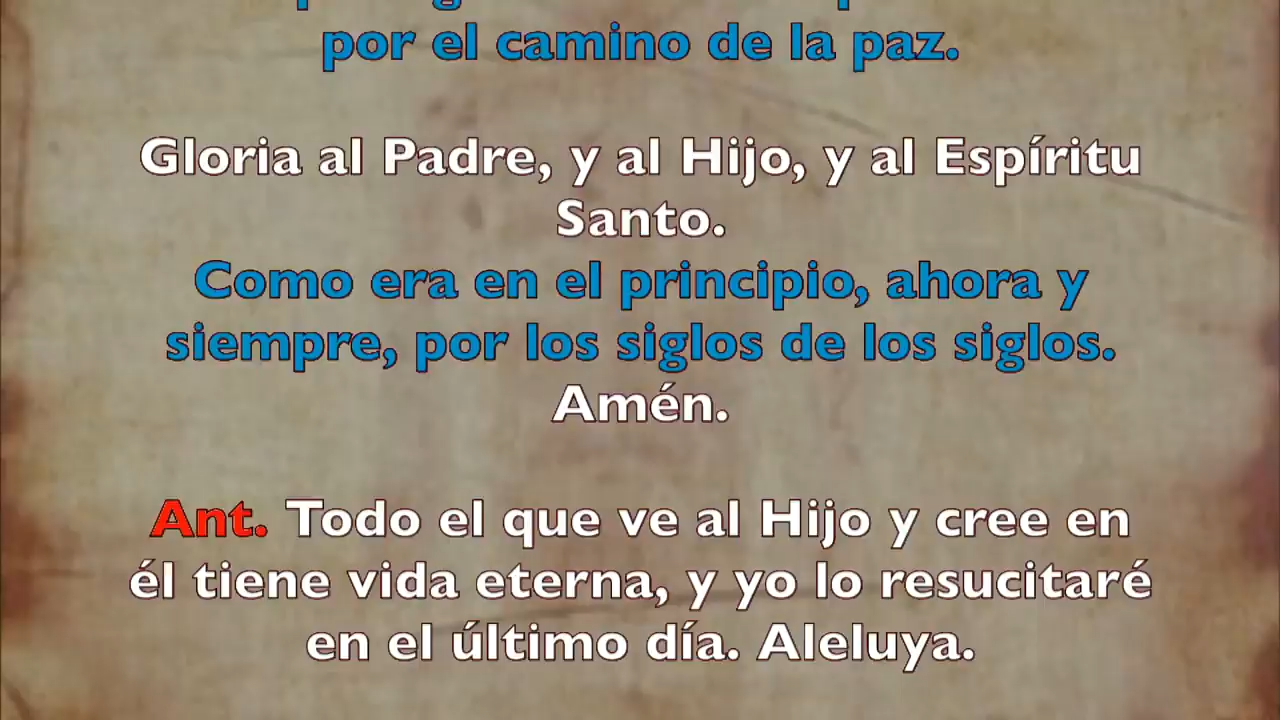 por el camino de la paz.
Gloria al Padre, y al Hijo, y al Espíritu
Santo.
Como era en el principio, ahora y
siempre, por los siglos de los siglos.
Amén.
Ant. Todo el que ve al Hijo y cree en
él tiene vida eterna, y yo lo resucitaré
en el último día. Aleluya.